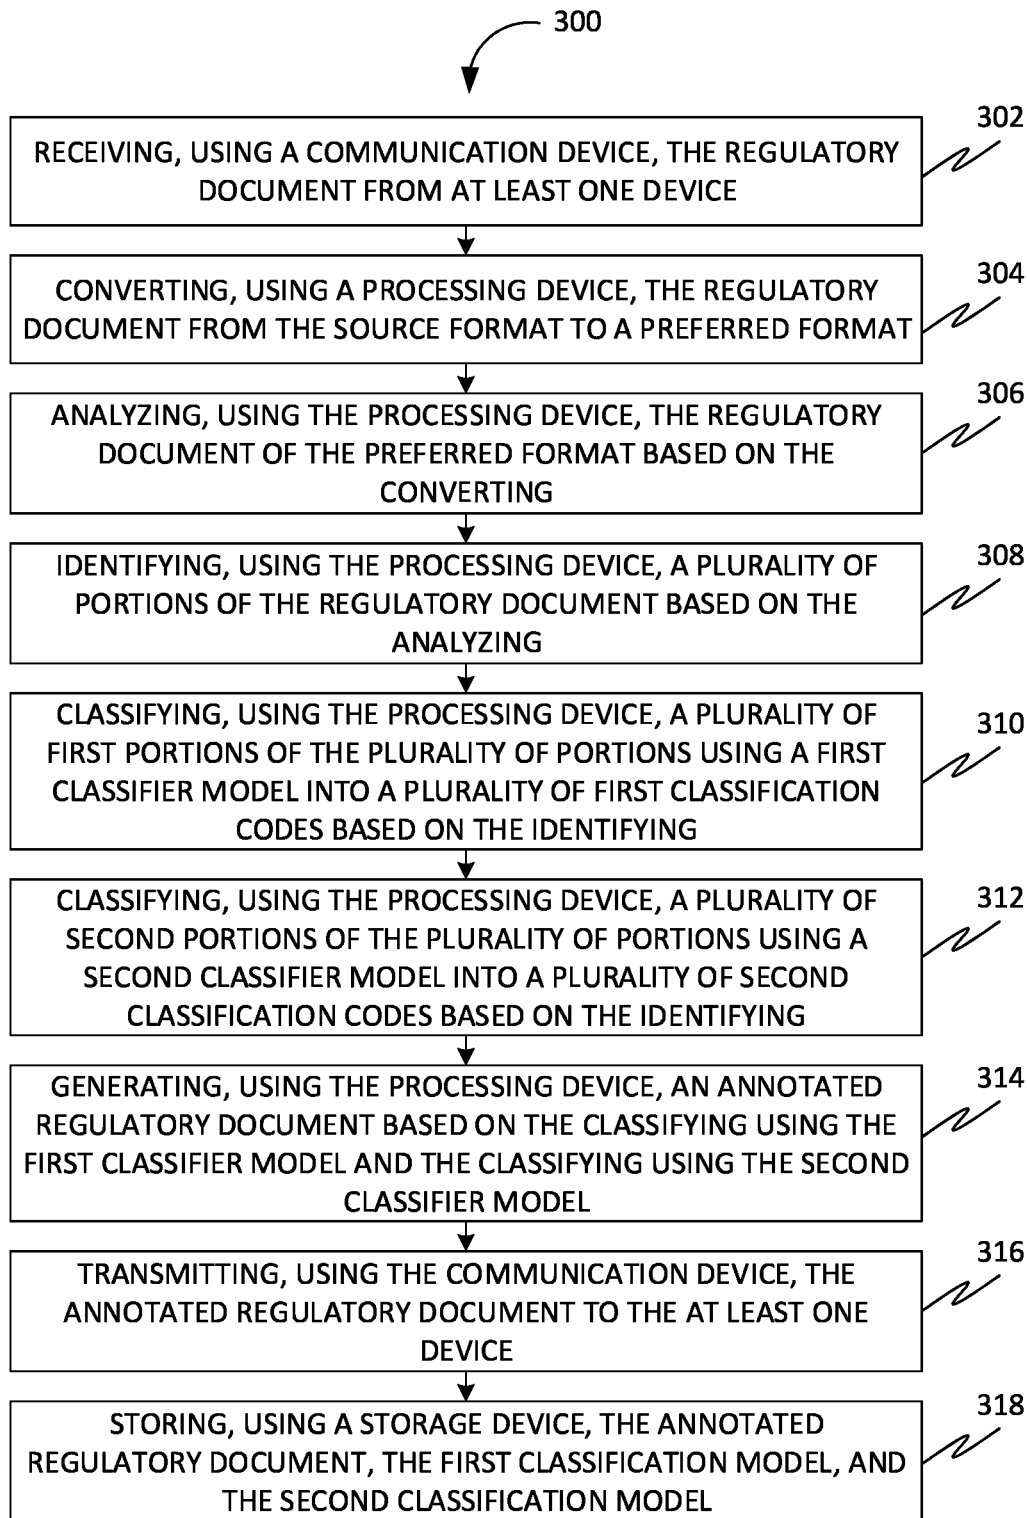 300
302
RECEIVING, USING A COMMUNICATION DEVICE, THE REGULATORY
DOCUMENT FROM AT LEAST ONE DEVICE
304
CONVERTING, USING A PROCESSING DEVICE, THE REGULATORY
DOCUMENT FROM THE SOURCE FORMAT TO A PREFERRED FORMAT
306
ANALYZING, USING THE PROCESSING DEVICE, THE REGULATORY
DOCUMENT OF THE PREFERRED FORMAT BASED ON THE
CONVERTING
308
IDENTIFYING, USING THE PROCESSING DEVICE, A PLURALITY OF
PORTIONS OF THE REGULATORY DOCUMENT BASED ON THE
ANALYZING
310
CLASSIFYING, USING THE PROCESSING DEVICE, A PLURALITY OF
FIRST PORTIONS OF THE PLURALITY OF PORTIONS USING A FIRST
CLASSIFIER MODEL INTO A PLURALITY OF FIRST CLASSIFICATION
CODES BASED ON THE IDENTIFYING
312
CLASSIFYING, USING THE PROCESSING DEVICE, A PLURALITY OF
SECOND PORTIONS OF THE PLURALITY OF PORTIONS USING A
SECOND CLASSIFIER MODEL INTO A PLURALITY OF SECOND
CLASSIFICATION CODES BASED ON THE IDENTIFYING
314
GENERATING, USING THE PROCESSING DEVICE, AN ANNOTATED
REGULATORY DOCUMENT BASED ON THE CLASSIFYING USING THE
FIRST CLASSIFIER MODEL AND THE CLASSIFYING USING THE SECOND
CLASSIFIER MODEL
316
TRANSMITTING, USING THE COMMUNICATION DEVICE, THE
ANNOTATED REGULATORY DOCUMENT TO THE AT LEAST ONE
DEVICE
318
STORING, USING A STORAGE DEVICE, THE ANNOTATED
REGULATORY DOCUMENT, THE FIRST CLASSIFICATION MODEL, AND
THE SECOND CLASSIFICATION MODEL